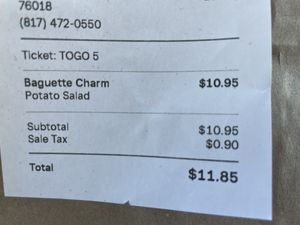 76018
(817) 472-0550
Ticket: TOGO 5
Baguette Charm $10.95
Potato Salad
Subtotal $10.95
Sale Tax $0.90
Total $11.85